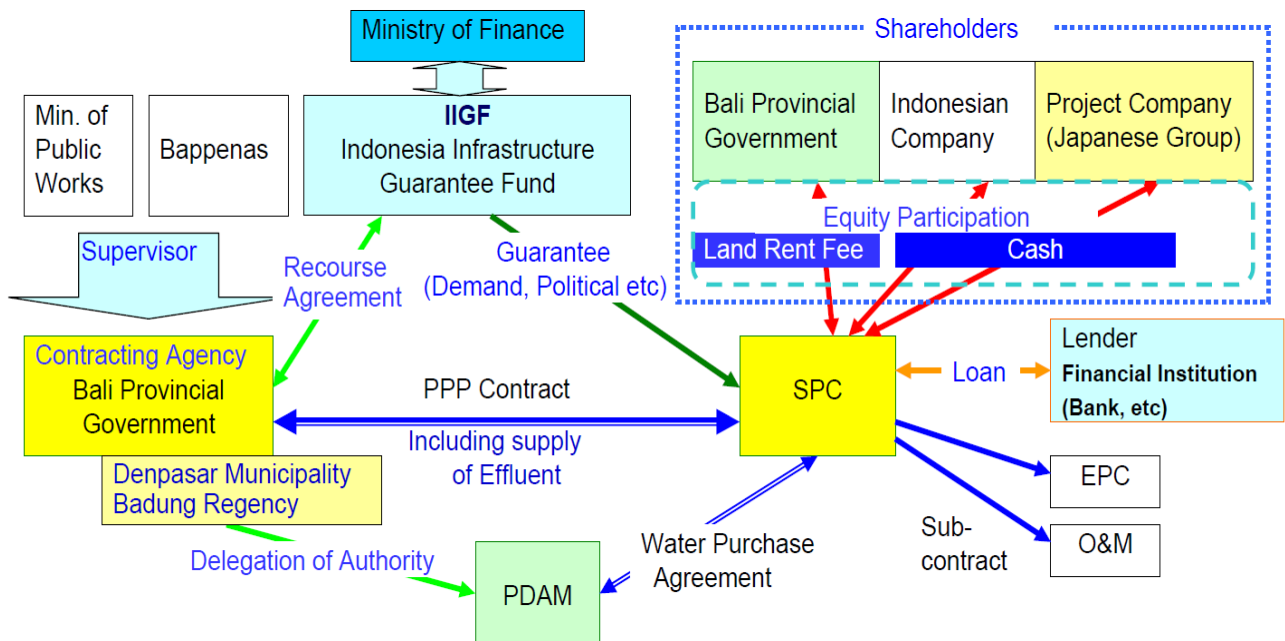 Ministry of Finance
Shareholders
Min. of
Public
Works
Bappenas
IIGF
Indonesia Infrastructure
Guarantee Fund
Bali Provincial
Government
Indonesian
Company
Project Company
(Japanese Group)
Equity Participation
Land Rent Fee
Cash
Supervisor
Recourse
Agreement
Guarantee
(Demand, Political etc)
Contracting Agency
Bali Provincial
Government
PPP Contract
Including supply
of Effluent
SPC
Loan
Lender
Financial Institution
(Bank, etc)
Denpasar Municipality
Badung Regency
Delegation of Authority
PDAM
Water Purchase
Agreement
Sub-
contract
EPC
O&M